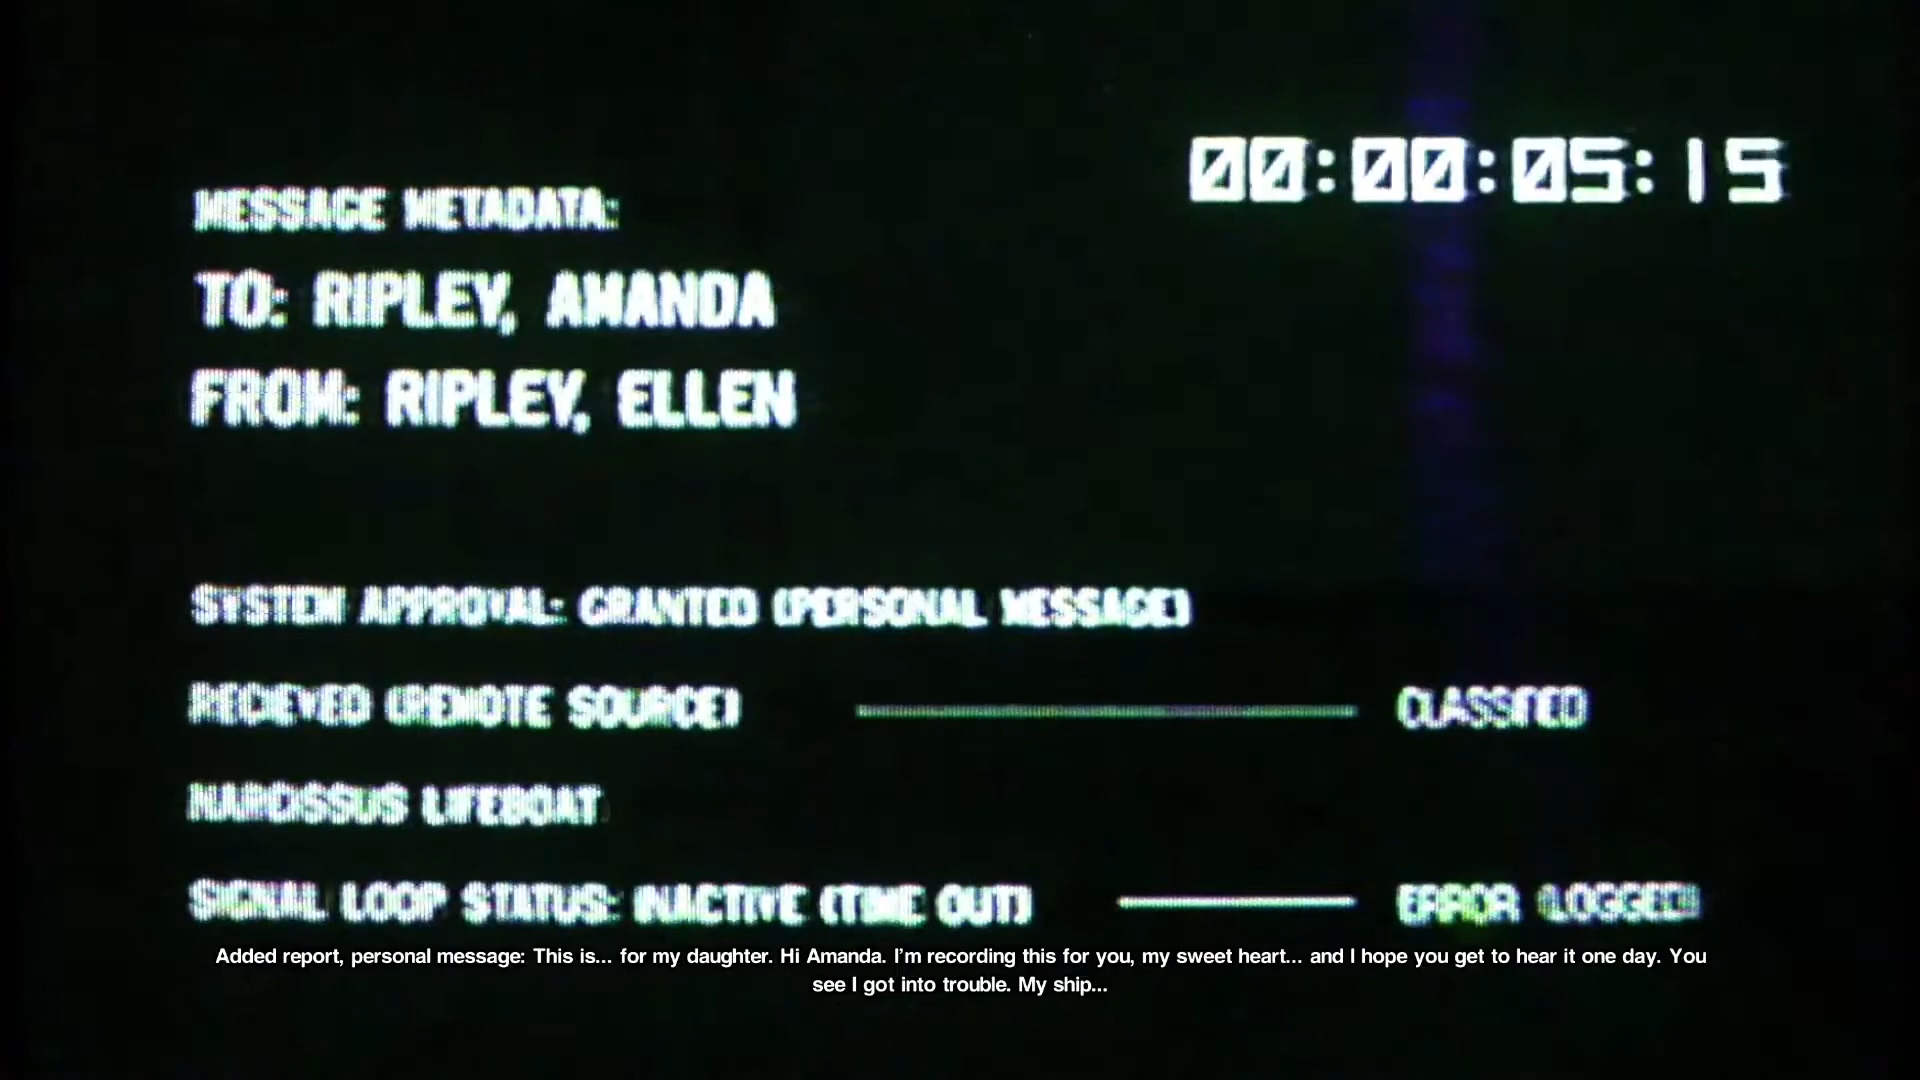 00:00:05:15
MESSAGE METADATA:
TO: RIPLEY, AMANDA
FROM: RIPLEY, ELLEN
SYSTEM APPROVAL: GRANTED (PERSONAL MESSAGE)
RECIEVED (REMOTE SOURCE) CLASSIFIED
NARCISSUS LIFEBOAT
SIGNAL LOOP STATUS: INACTIVE (TIME OUT) ERROR (LOGGED)
Added report, personal message: This is... for my daughter. Hi Amanda. I'm recording this for you, my sweet heart... and I hope you get to hear it one day. You
see I got into trouble. My ship...